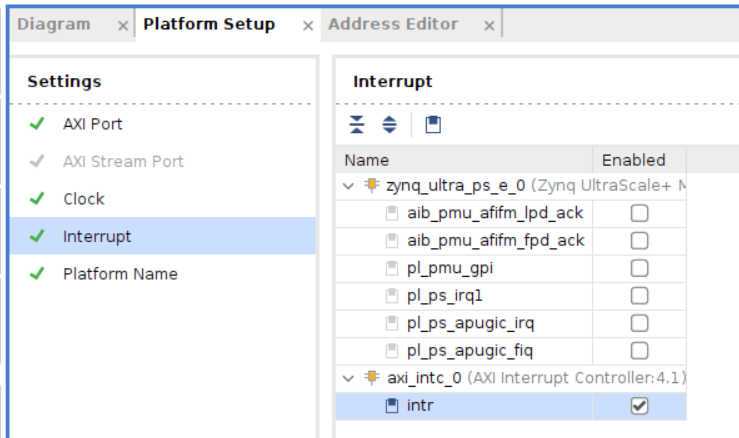 Diagram × Platform Setup × Address Editor ×
Settings
AXI Port
AXI Stream Port
Clock
Interrupt
Platform Name
Interrupt
Name Enabled
zynq_ultra_ps_e_0 (Zynq UltraScale+ M
aib_pmu_afifm_lpd_ack
aib_pmu_afifm_fpd_ack
pl_pmu_gpi
pl_ps_irq1
pl_ps_apugic_irq
pl_ps_apugic_fiq
axi_intc_0 (AXI Interrupt Controller:4.1)
intr